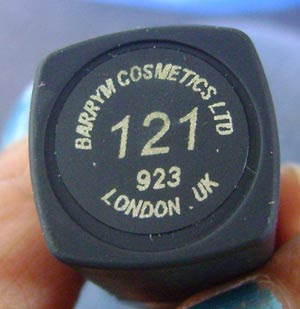 BARRYM COSMETICS LTD
121
923
LONDON . UK